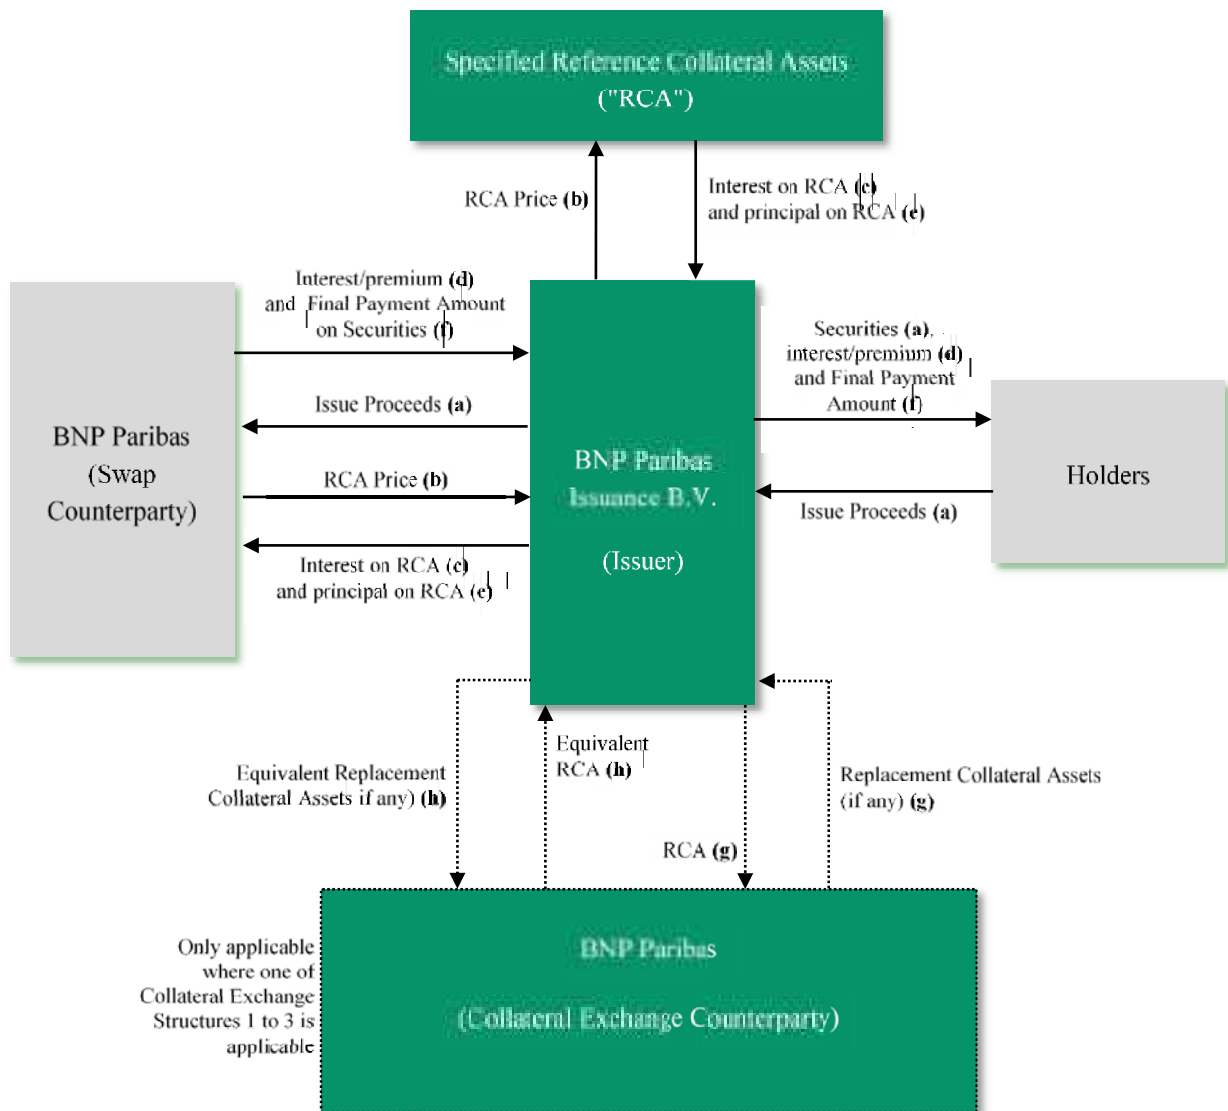 Specified Reference Collateral Assets
("RCA")
RCA Price (b)
Interest on RCA (c)
and principal on RCA (e)
Interest/premium (d)
and Final Payment Amount
on Securities (f)
Issue Proceeds (a)
RCA Price (b)
Interest on RCA (c)
and principal on RCA (e)
BNP Paribas
(Swap
Counterparty)
BNP Paribas
Issuance B.V.
(Issuer)
Securities (a),
interest/premium (d)
and Final Payment
Amount (f)
Issue Proceeds (a)
Holders
Equivalent Replacement
Collateral Assets if any) (h)
Equivalent
RCA (h)
RCA (g)
Replacement Collateral Assets
(if any) (g)
Only applicable
where one of
Collateral Exchange
Structures 1 to 3 is
applicable
BNP Paribas
(Collateral Exchange Counterparty)